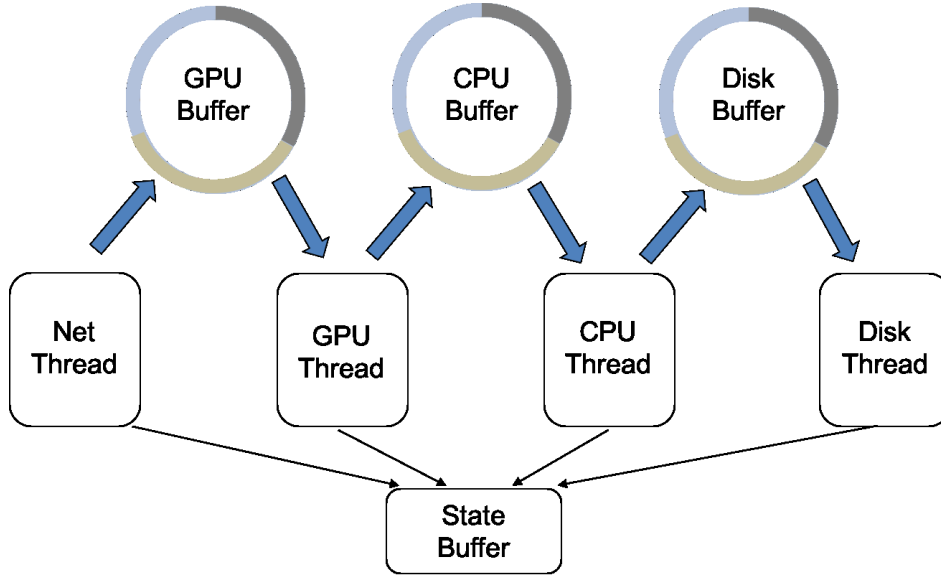 GPU
Buffer
CPU
Buffer
Disk
Buffer
Net
Thread
GPU
Thread
CPU
Thread
Disk
Thread
State
Buffer